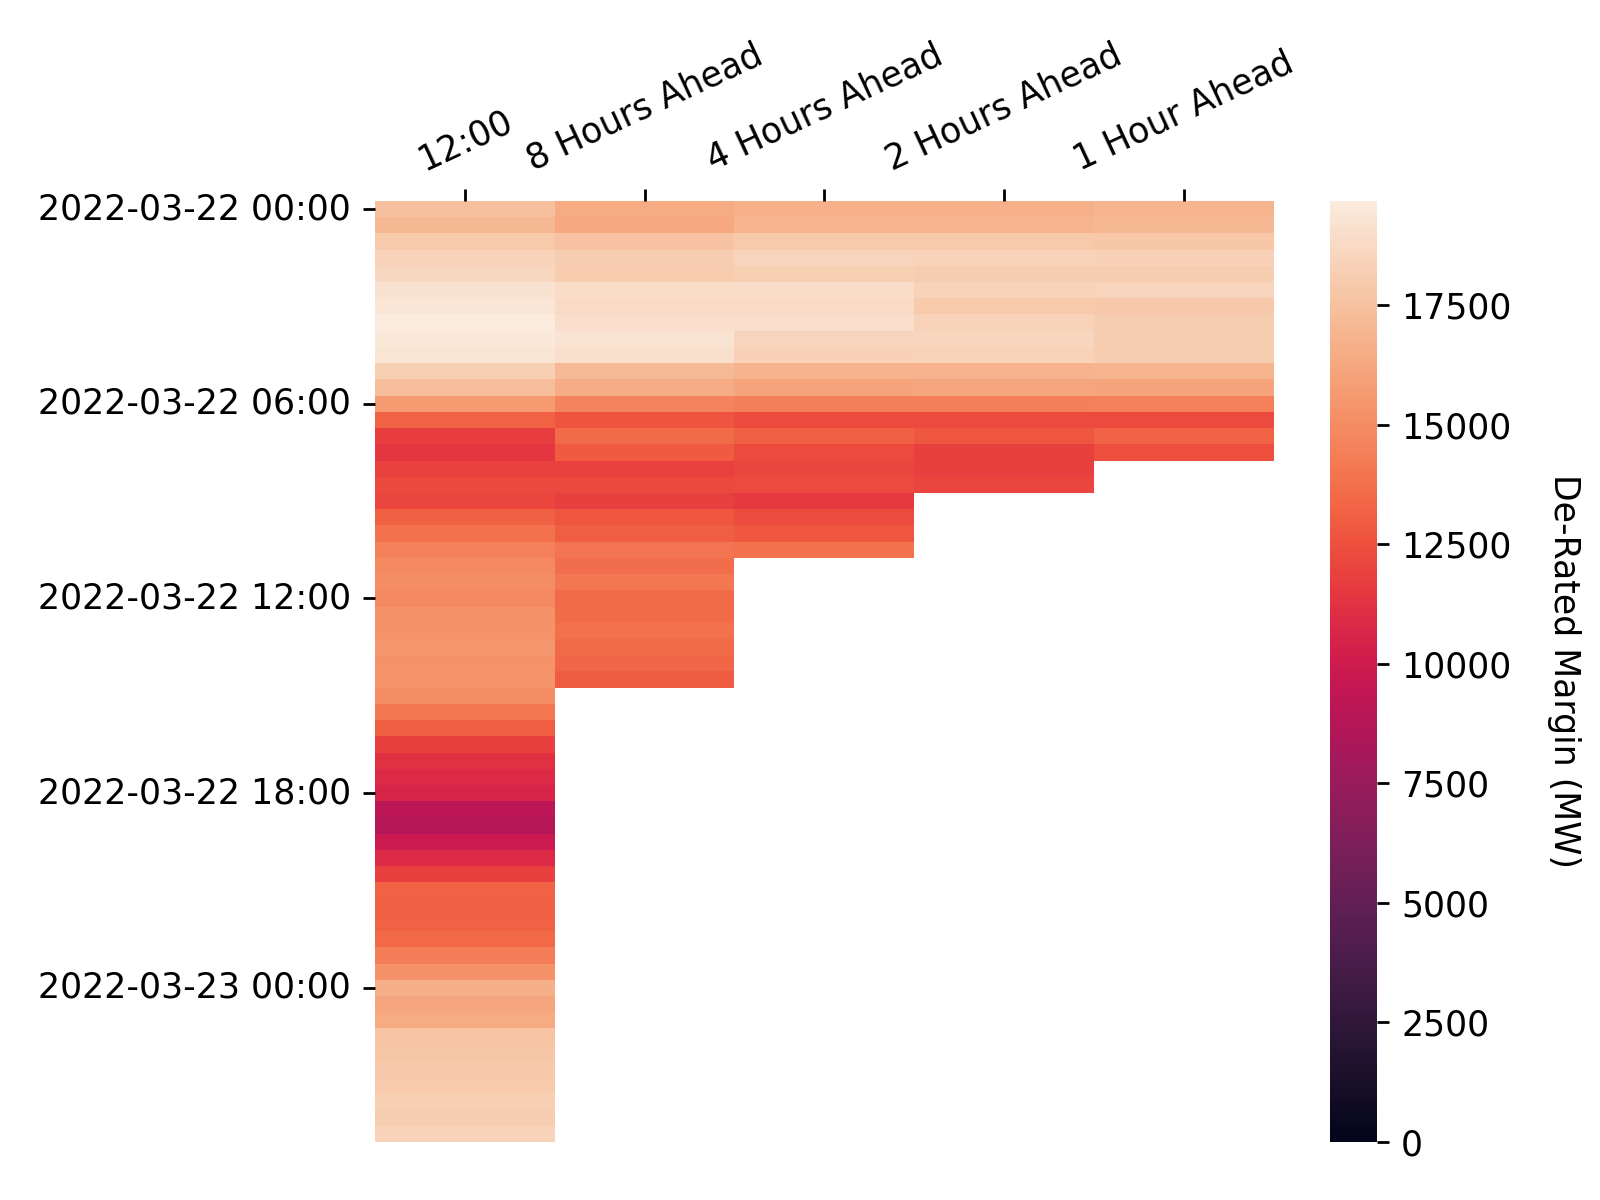 12:00
8 Hours Ahead
4 Hours Ahead
2 Hours Ahead
1 Hour Ahead
2022-03-22 00:00
2022-03-22 06:00
2022-03-22 12:00
2022-03-22 18:00
2022-03-23 00:00
17500
15000
12500
10000
7500
5000
2500
0
De-Rated Margin (MW)